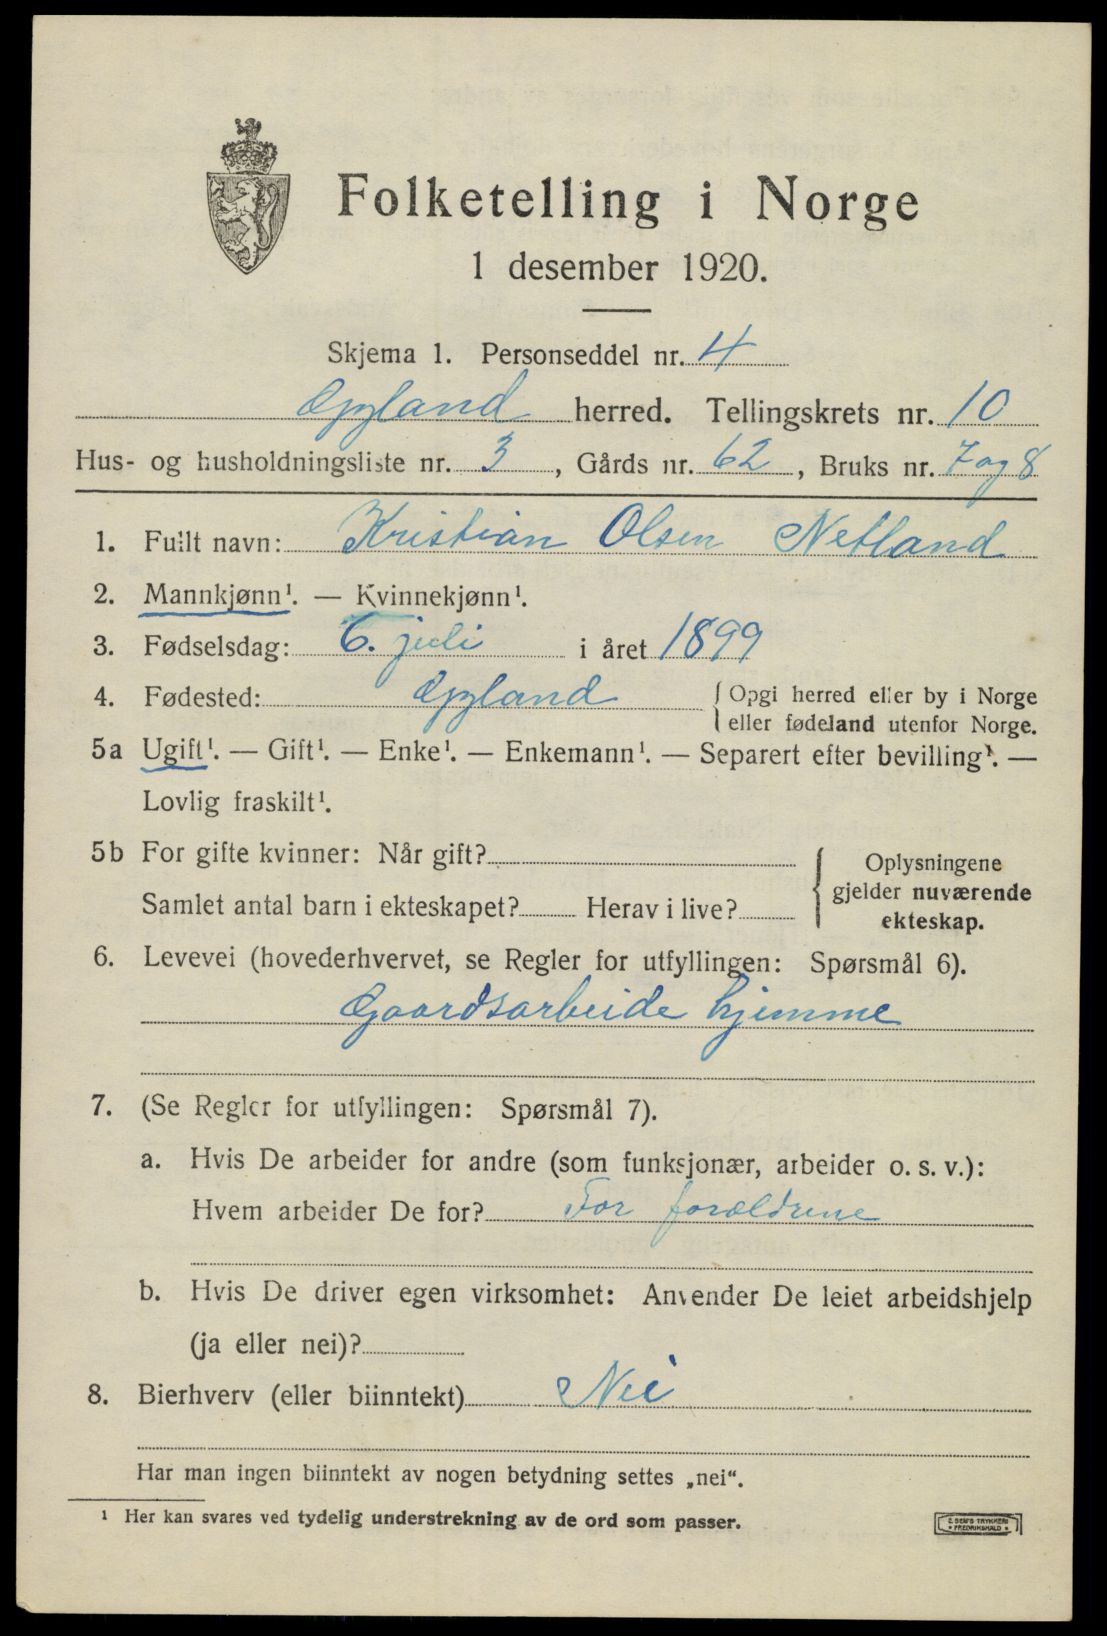 Folketelling i Norge
1 desember 1920.
Skjema 1. Personseddel nr. 4
Gyland herred. Tellingskrets nr. 10
Hus- og husholdningsliste nr. 3, Gårds nr. 62, Bruks nr. 7 og 8
1. Fullt navn: Kristian Olsen Netland
2. Mannkjønn¹. — Kvinnekjønn¹.
3. Fødselsdag: 6. juli i året 1899
4. Fødested: Gyland { Opgi herred eller by i Norge
eller fødeland utenfor Norge.
5a Ugift¹. — Gift¹. — Enke¹. — Enkemann¹. — Separert efter bevilling¹. —
Lovlig fraskilt¹.
5b For gifte kvinner: Når gift?
Samlet antal barn i ekteskapet? Herav i live?
{ Oplysningene
gjelder nuværende
ekteskap.
6. Levevei (hovederhvervet, se Regler for utfyllingen: Spørsmål 6).
Gaardsarbeide hjemme
7. (Se Regler for utfyllingen: Spørsmål 7).
a. Hvis De arbeider for andre (som funksjonær, arbeider o. s. v.):
Hvem arbeider De for? For forældrene
b. Hvis De driver egen virksomhet: Anvender De leiet arbeidshjelp
(ja eller nei)?
8. Bierhverv (eller biinntekt) Nei
Har man ingen biinntekt av nogen betydning settes „nei“.
¹ Her kan svares ved tydelig understrekning av de ord som passer.
E. SEM'S TRYKKERI
FREDRIKSHALD